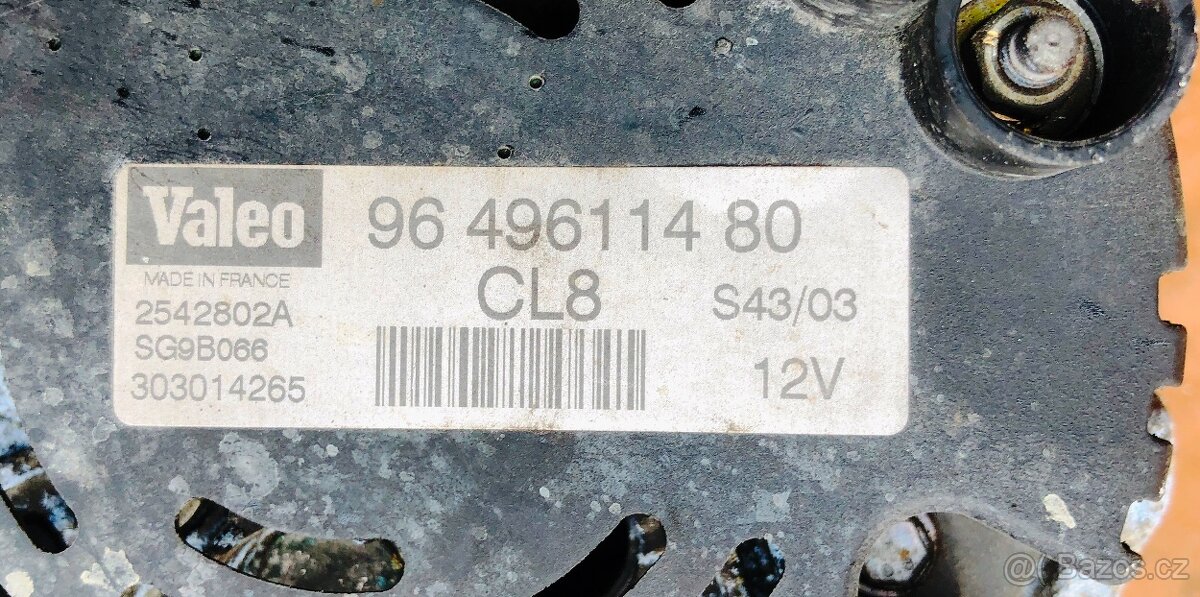 Valeo
MADE IN FRANCE
2542802A
SG9B066
303014265
96 496114 80
CL8
S43/03
12V
@ Bazos.cz